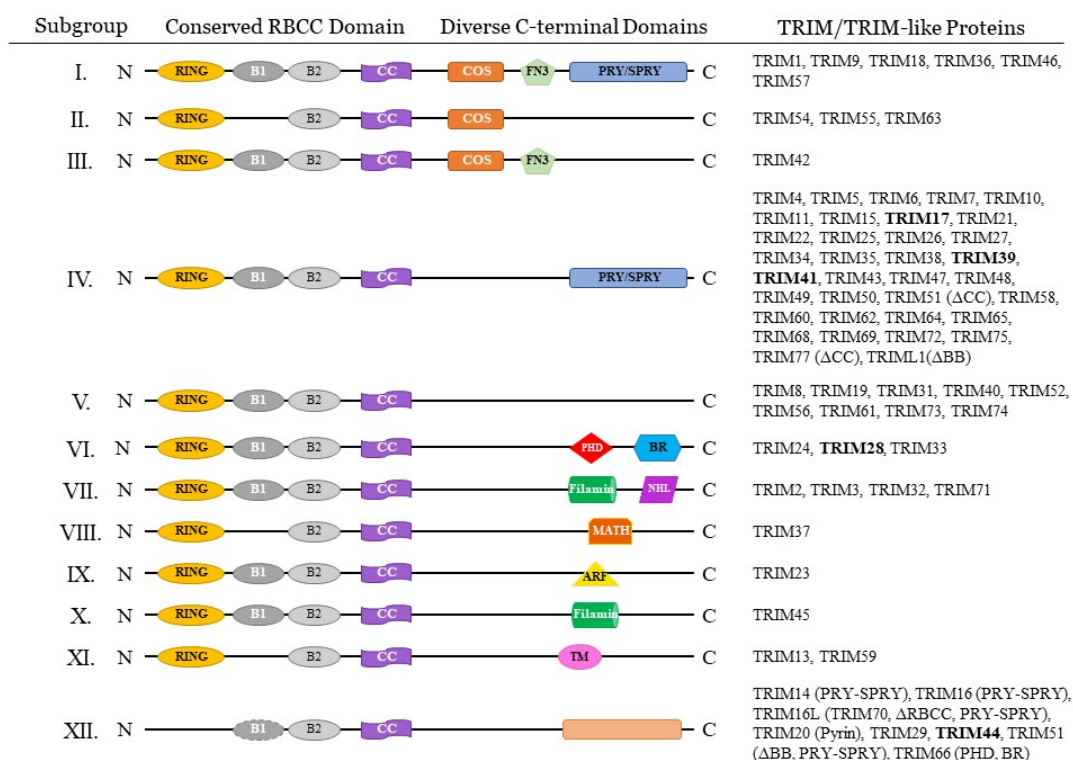 Subgroup Conserved RBCC Domain Diverse C-terminal Domains TRIM/TRIM-like Proteins
I. N RING B1 B2 CC COS FN3 PRY/SPRY C
TRIM1, TRIM9, TRIM18, TRIM36, TRIM46,
TRIM57
II. N RING B2 CC COS C TRIM54, TRIM55, TRIM63
III. N RING B1 B2 CC COS FN3 C TRIM42
IV. N RING B1 B2 CC PRY/SPRY C
TRIM4, TRIM5, TRIM6, TRIM7, TRIM10,
TRIM11, TRIM15, TRIM17, TRIM21,
TRIM22, TRIM25, TRIM26, TRIM27,
TRIM34, TRIM35, TRIM38, TRIM39,
TRIM41, TRIM43, TRIM47, TRIM48,
TRIM49, TRIM50, TRIM51 (ΔCC), TRIM58,
TRIM60, TRIM62, TRIM64, TRIM65,
TRIM68, TRIM69, TRIM72, TRIM75,
TRIM77 (ΔCC), TRIML1(ΔBB)
V. N RING B1 B2 CC C
TRIM8, TRIM19, TRIM31, TRIM40, TRIM52,
TRIM56, TRIM61, TRIM73, TRIM74
VI. N RING B1 B2 CC PHD BR C TRIM24, TRIM28, TRIM33
VII. N RING B1 B2 CC Filamin NHL C TRIM2, TRIM3, TRIM32, TRIM71
VIII. N RING B2 CC MATH C TRIM37
IX. N RING B1 B2 CC ARF C TRIM23
X. N RING B1 B2 CC Filamin C TRIM45
XI. N RING B2 CC TM C TRIM13, TRIM59
XII. N B1 B2 CC C
TRIM14 (PRY-SPRY), TRIM16 (PRY-SPRY),
TRIM16L (TRIM70, ΔRBCC, PRY-SPRY),
TRIM20 (Pyrin), TRIM29, TRIM44, TRIM51
(ΔBB, PRY-SPRY), TRIM66 (PHD, BR)